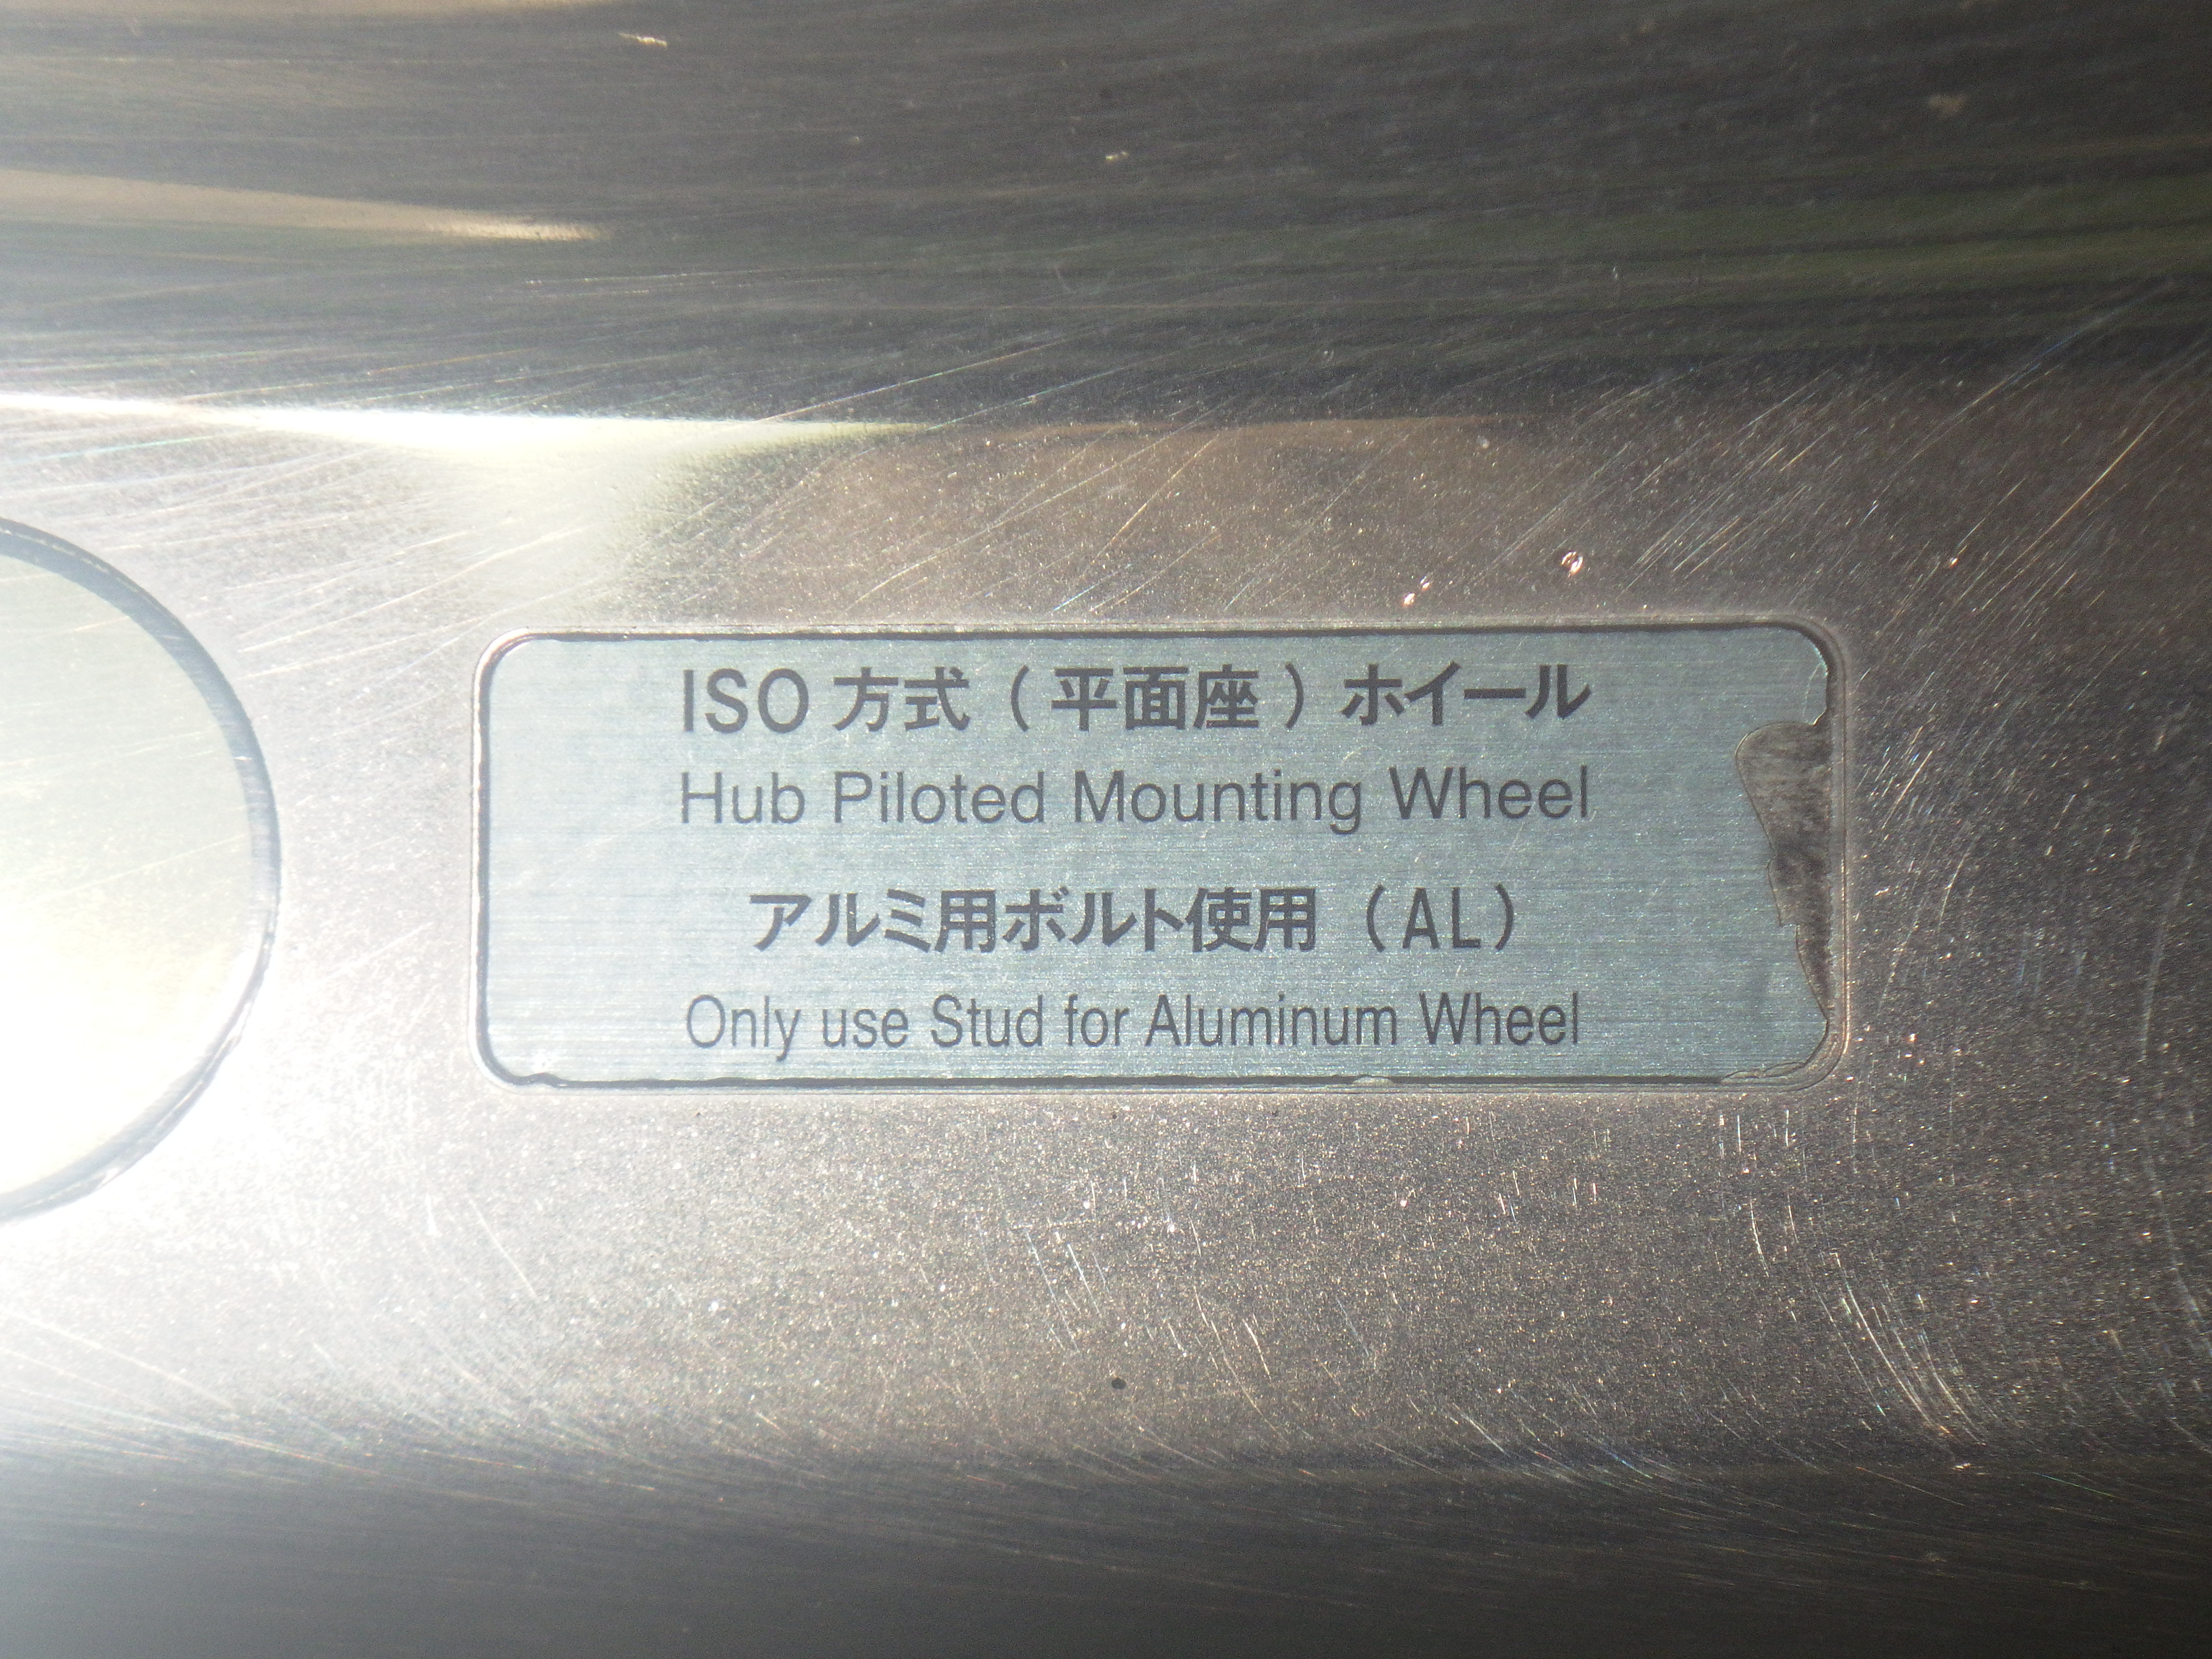 ISO 方式（平面座）ホイール
Hub Piloted Mounting Wheel
アルミ用ボルト使用（AL）
Only use Stud for Aluminum Wheel